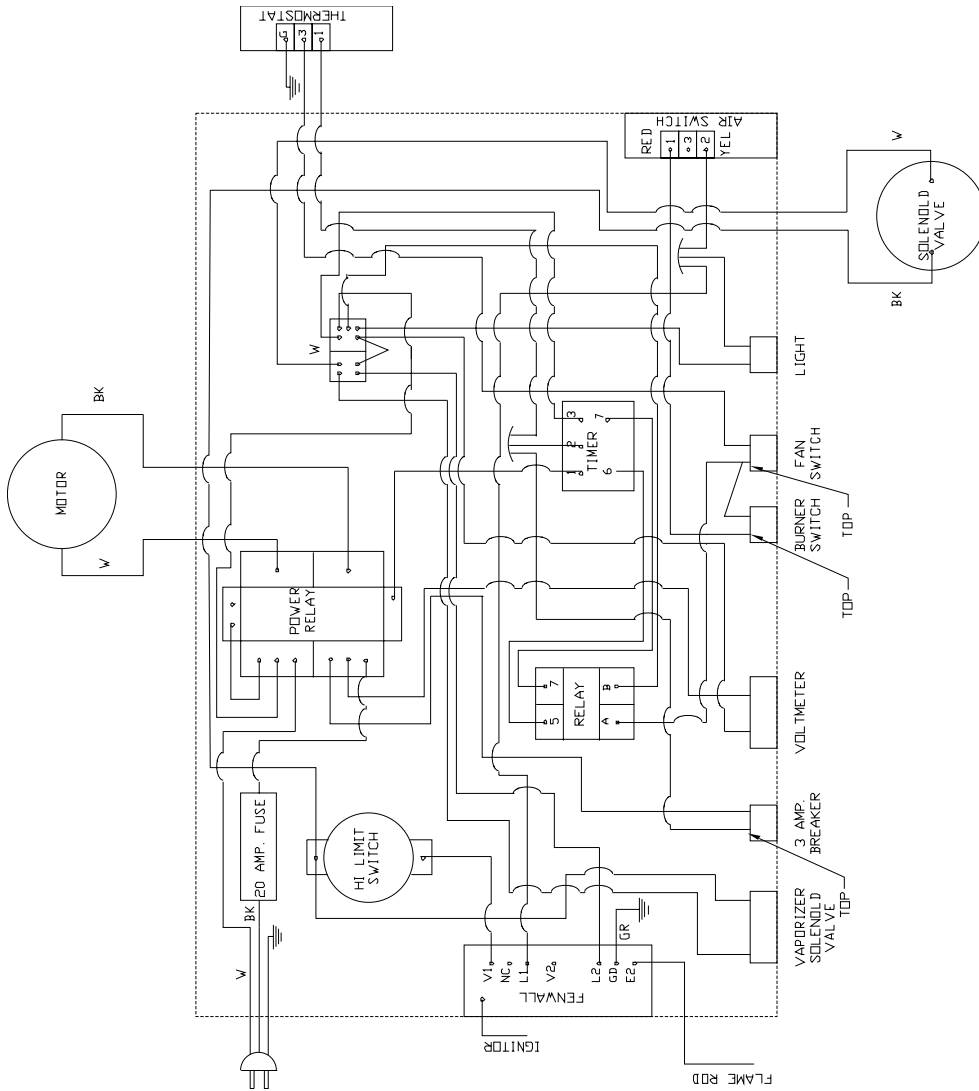 THERMOSTAT
G
3
1
AIR SWITCH
RED
1
3
2
YEL
W
SOLENOLD
VALVE
BK
W
BK
MOTOR
W
LIGHT
3
2
1
7
6
TIMER
FAN
SWITCH
TOP
BURNER
SWITCH
TOP
POWER
RELAY
7
5
RELAY
B
A
VOLTMETER
20 AMP. FUSE
BK
W
HI LIMIT
SWITCH
3 AMP.
BREAKER
TOP
VAPORIZER
SOLENOLD
VALVE
V1
NC
L1
V2
L2
GD
E2
GR
FENWALL
IGNITOR
FLAME ROD